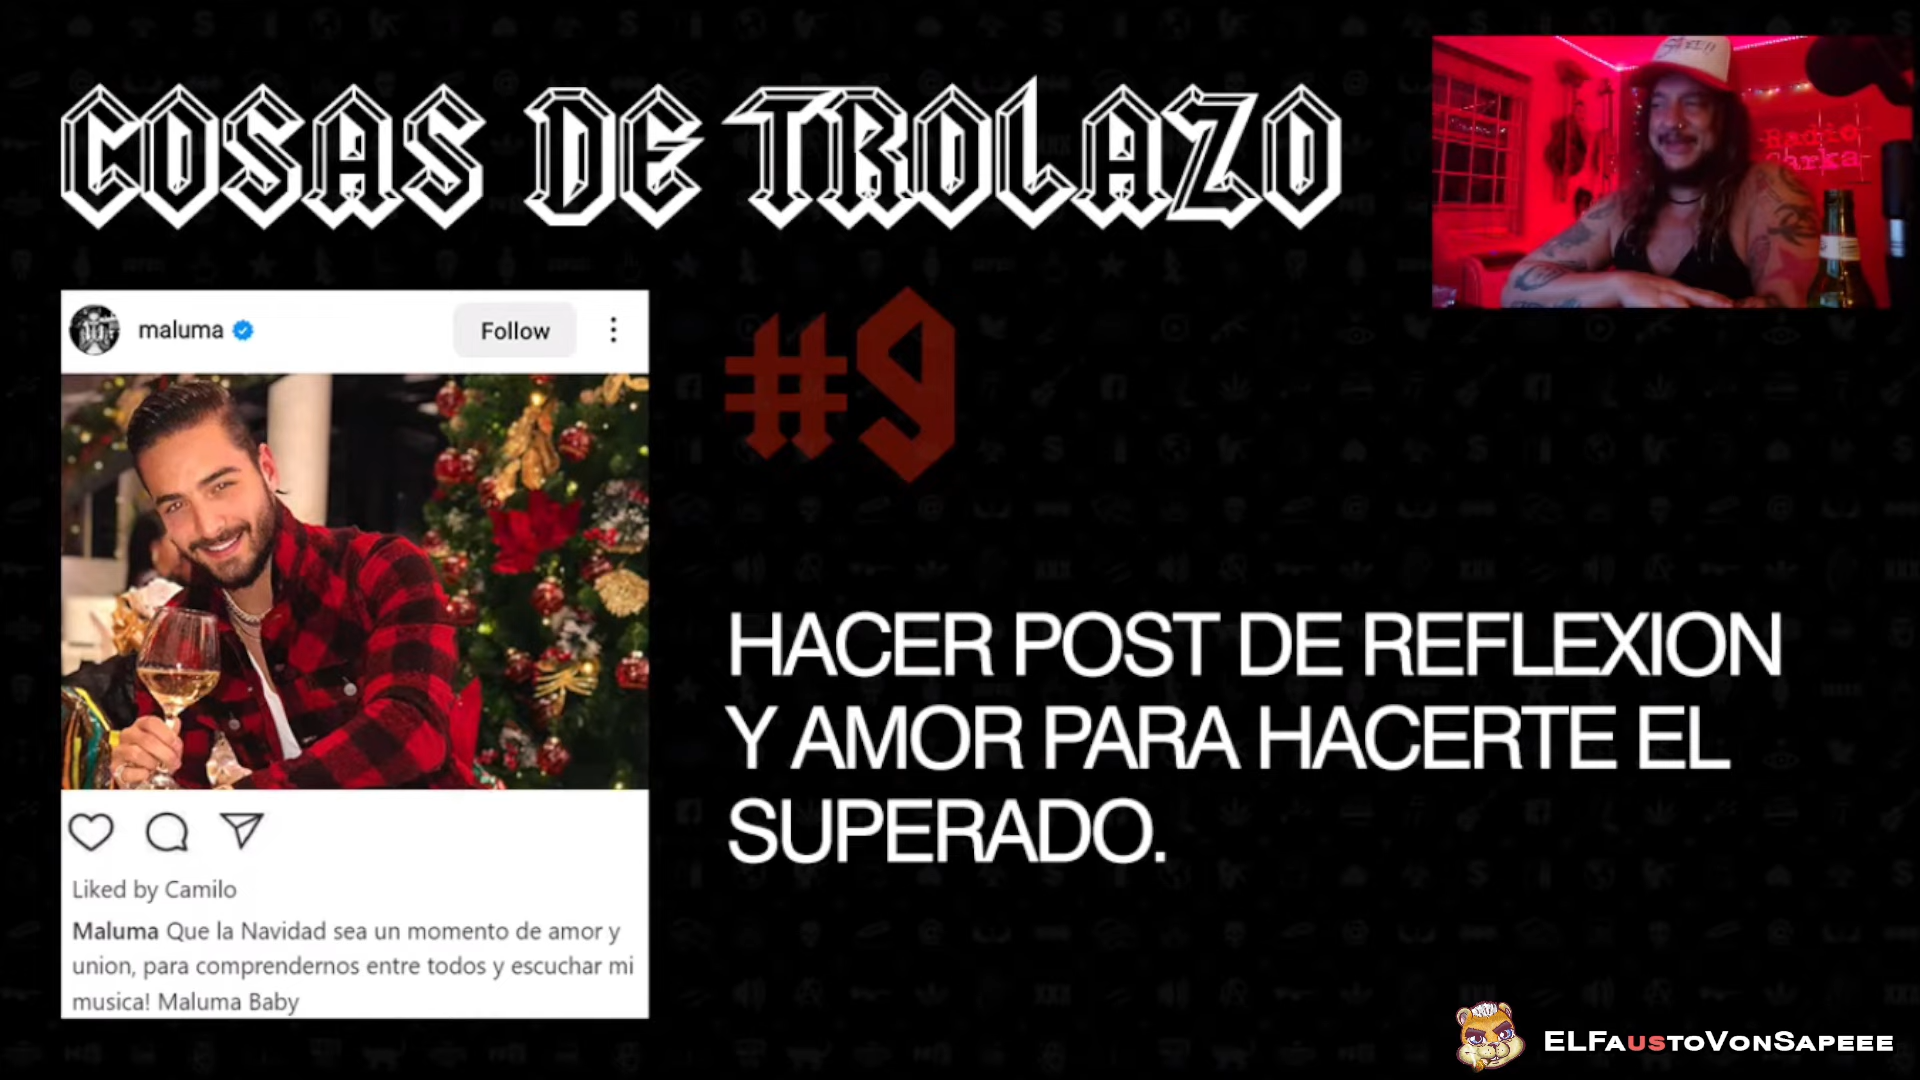 COSAS DE TROLAZO
Radio
Garka
maluma
Follow
#9
HACER POST DE REFLEXION
Y AMOR PARA HACERTE EL
SUPERADO.
Liked by Camilo
Maluma Que la Navidad sea un momento de amor y
union, para comprendernos entre todos y escuchar mi
musica! Maluma Baby
ELFaustoVonSapeee